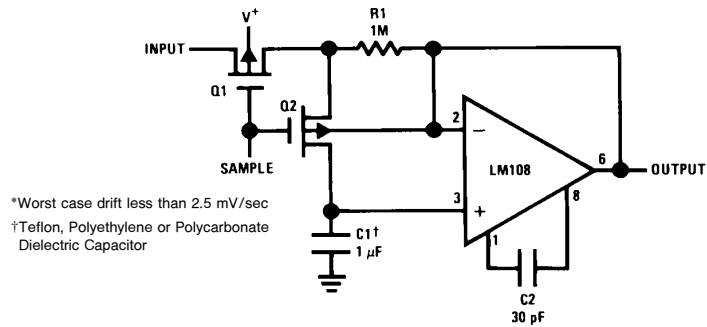 V+
R1
1M
INPUT
Q1
Q2
2
−
LM108
6
OUTPUT
SAMPLE
8
*Worst case drift less than 2.5 mV/sec
3
+
†Teflon, Polyethylene or Polycarbonate
Dielectric Capacitor
C1†
1 μF
1
C2
30 pF